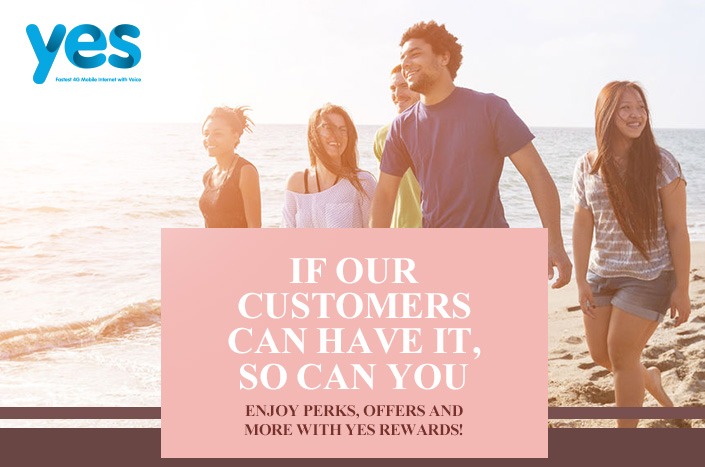 yes
Fastest 4G Mobile Internet with Voice
IF OUR
CUSTOMERS
CAN HAVE IT,
SO CAN YOU
ENJOY PERKS, OFFERS AND
MORE WITH YES REWARDS!